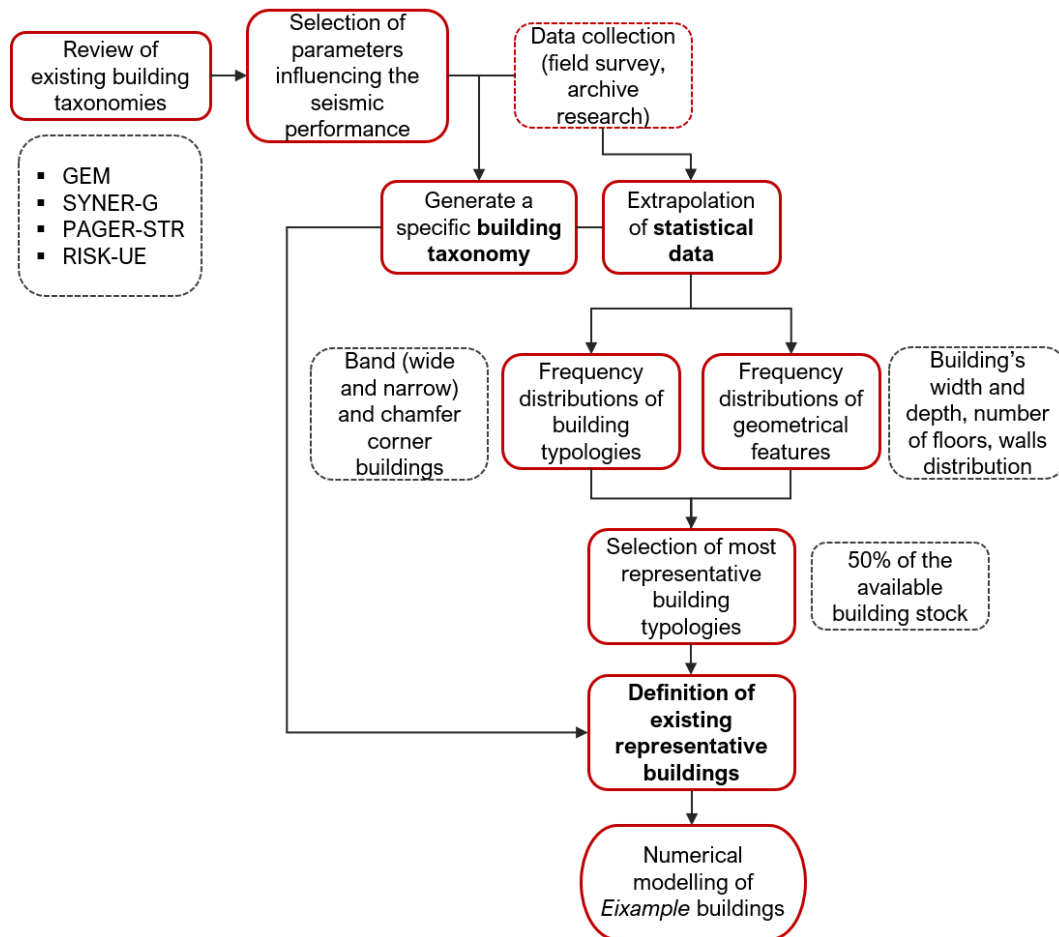 Review of
existing building
taxonomies
Selection of
parameters
influencing the
seismic
performance
Data collection
(field survey,
archive
research)
▪ GEM
▪ SYNER-G
▪ PAGER-STR
▪ RISK-UE
Generate a
specific building
taxonomy
Extrapolation
of statistical
data
Band (wide
and narrow)
and chamfer
corner
buildings
Frequency
distributions of
building
typologies
Frequency
distributions of
geometrical
features
Building’s
width and
depth, number
of floors, walls
distribution
Selection of most
representative
building
typologies
50% of the
available
building stock
Definition of
existing
representative
buildings
Numerical
modelling of
Eixample buildings